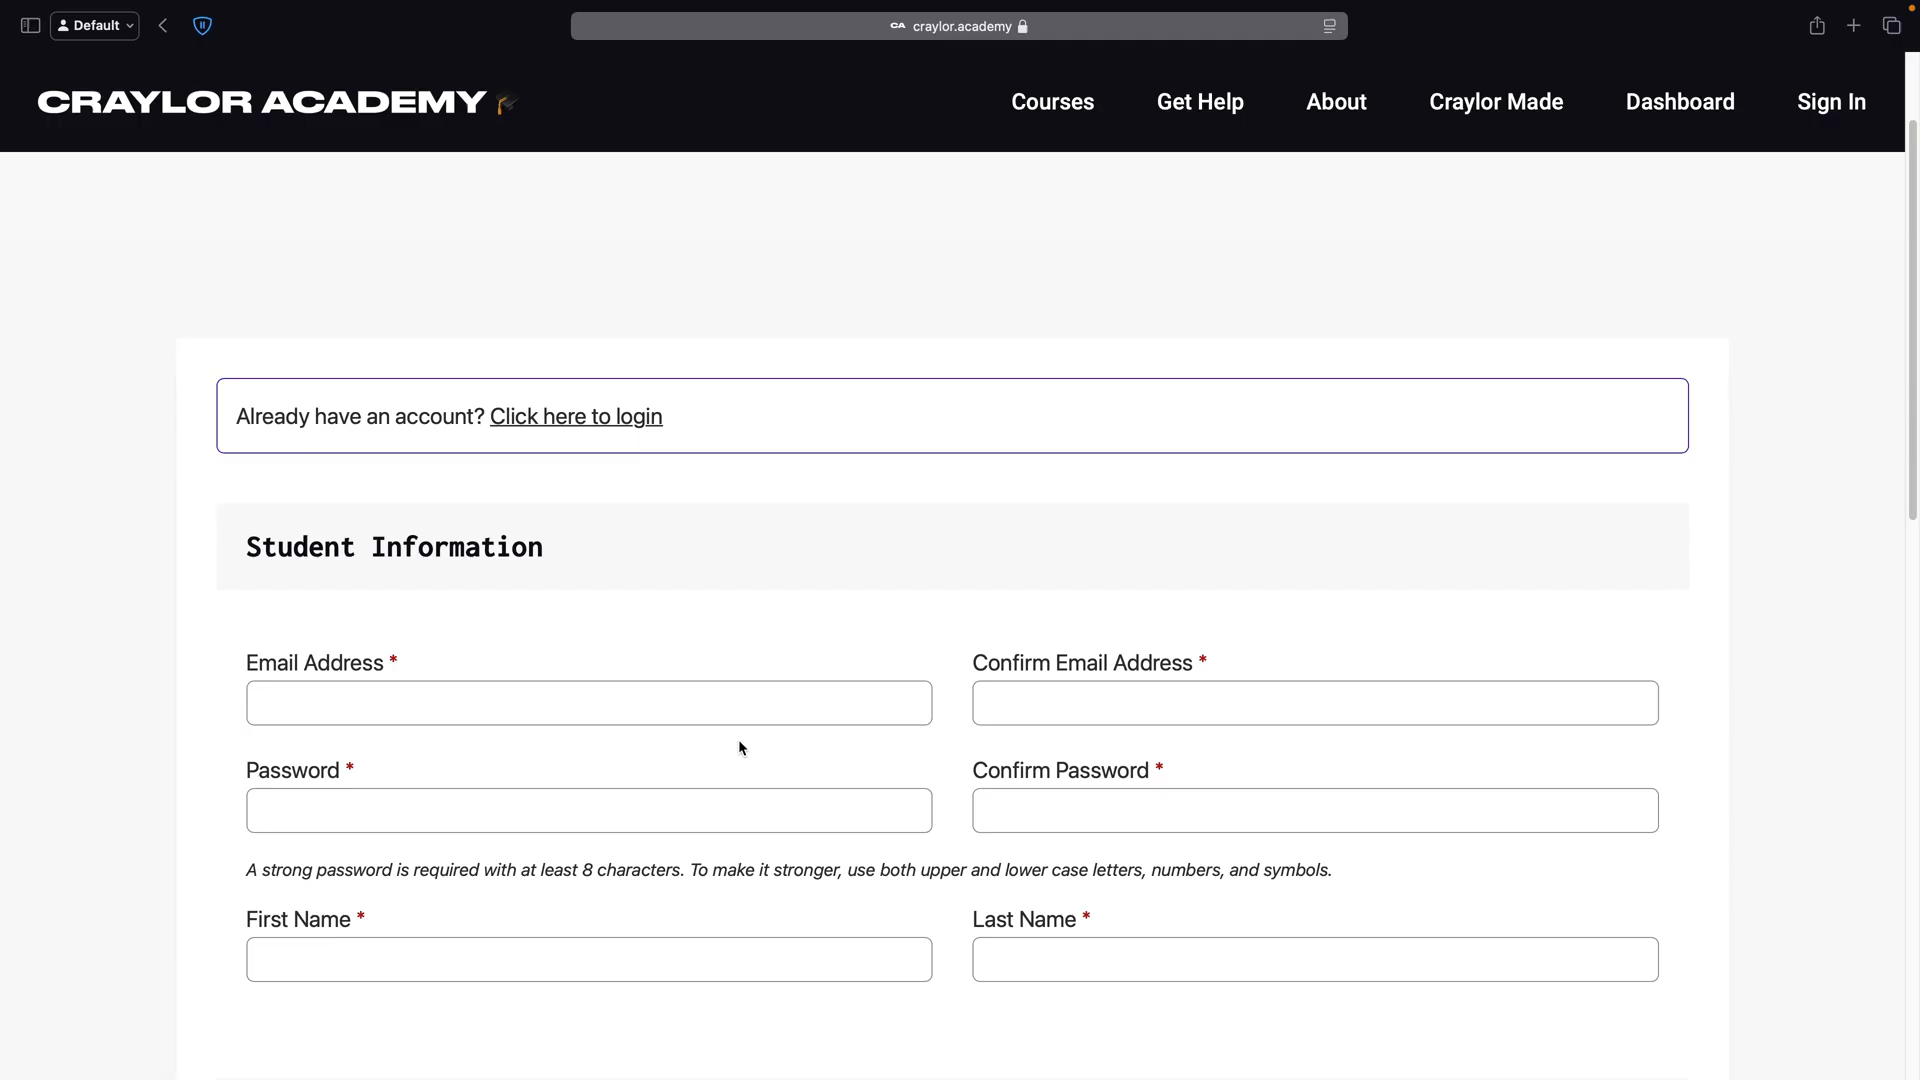 Default
CA craylor.academy
CRAYLOR ACADEMY
Courses
Get Help
About
Craylor Made
Dashboard
Sign In
Already have an account? Click here to login
Student Information
Email Address *
Confirm Email Address *
Password *
Confirm Password *
A strong password is required with at least 8 characters. To make it stronger, use both upper and lower case letters, numbers, and symbols.
First Name *
Last Name *